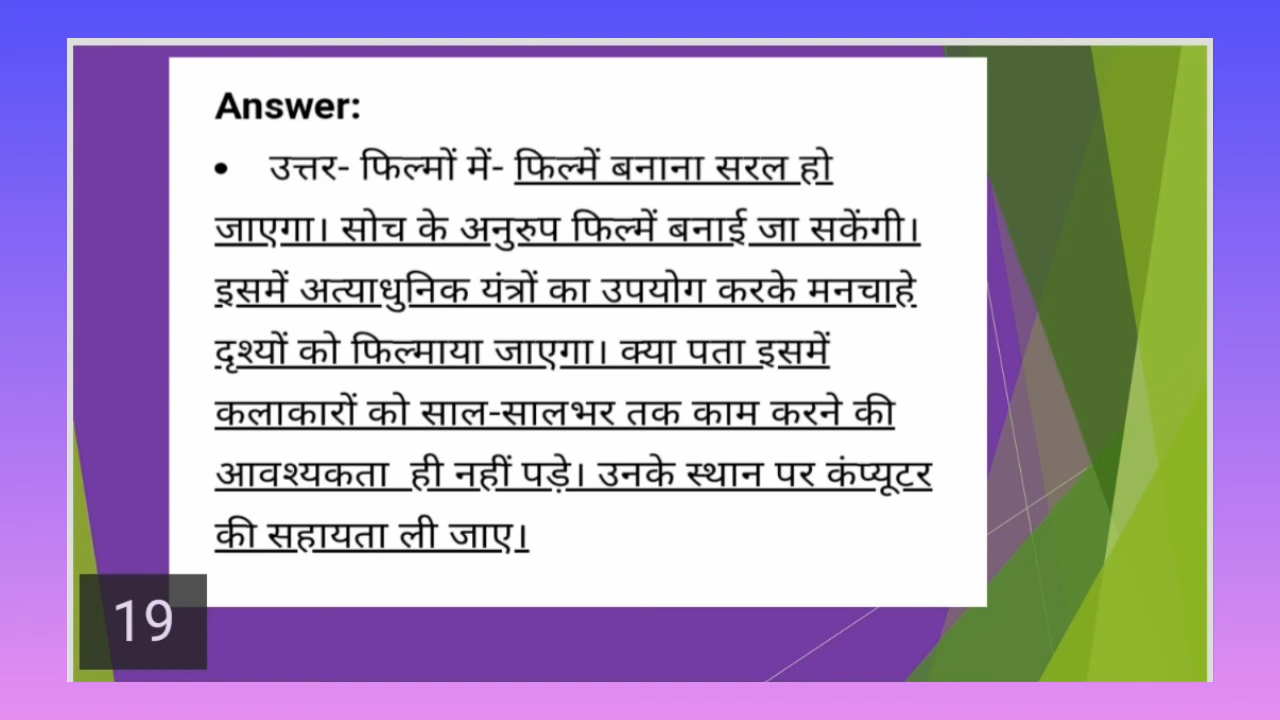 Answer:
• उत्तर- फिल्मों में- फिल्में बनाना सरल हो
जाएगा। सोच के अनुरुप फिल्में बनाई जा सकेंगी।
इसमें अत्याधुनिक यंत्रों का उपयोग करके मनचाहे
दृश्यों को फिल्माया जाएगा। क्या पता इसमें
कलाकारों को साल-सालभर तक काम करने की
आवश्यकता ही नहीं पड़े। उनके स्थान पर कंप्यूटर
की सहायता ली जाए।
19